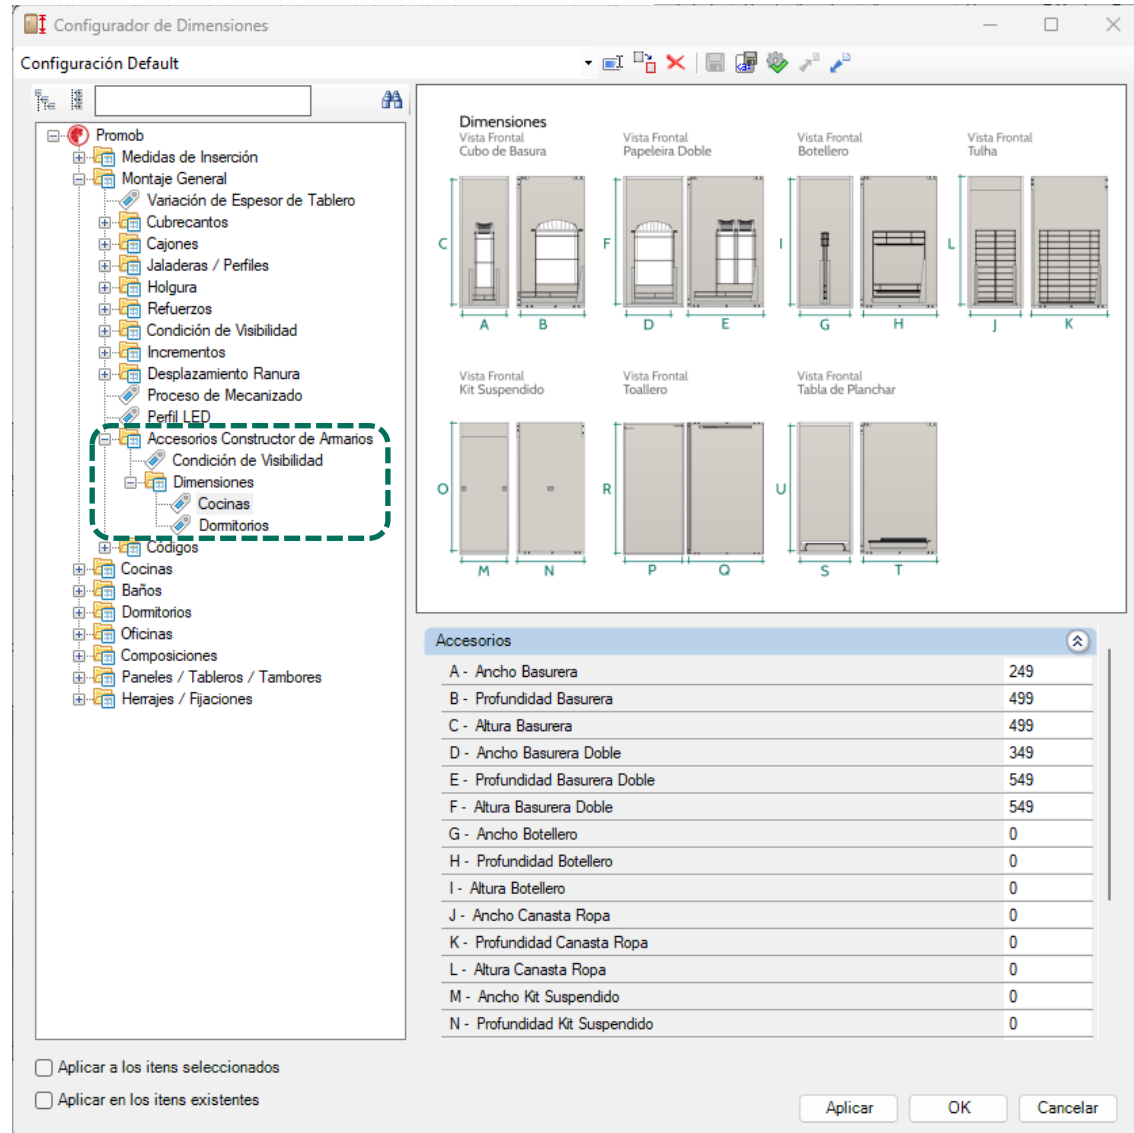 Configurador de Dimensiones
Configuración Default
Promob
Medidas de Inserción
Montaje General
Variación de Espesor de Tablero
Cubrecantos
Cajones
Jaladeras / Perfiles
Holgura
Refuerzos
Condición de Visibilidad
Incrementos
Desplazamiento Ranura
Proceso de Mecanizado
Perfil LED
Accesorios Constructor de Amarios
Condición de Visibilidad
Dimensiones
Cocinas
Dormitorios
Códigos
Cocinas
Baños
Dormitorios
Oficinas
Composiciones
Paneles / Tableros / Tambores
Herrajes / Fijaciones
Dimensiones
Vista Frontal
Cubo de Basura
Vista Frontal
Papeleira Doble
Vista Frontal
Botellero
Vista Frontal
Tulha
C F I L
A B D E G H J K
Vista Frontal
Kit Suspendido
Vista Frontal
Toallero
Vista Frontal
Tabla de Planchar
O R U
M N P Q S T
Accesorios
A - Ancho Basurera 249
B - Profundidad Basurera 499
C - Altura Basurera 499
D - Ancho Basurera Doble 349
E - Profundidad Basurera Doble 549
F - Altura Basurera Doble 549
G - Ancho Botellero 0
H - Profundidad Botellero 0
I - Altura Botellero 0
J - Ancho Canasta Ropa 0
K - Profundidad Canasta Ropa 0
L - Altura Canasta Ropa 0
M - Ancho Kit Suspendido 0
N - Profundidad Kit Suspendido 0
Aplicar a los itens seleccionados
Aplicar en los itens existentes
Aplicar OK Cancelar